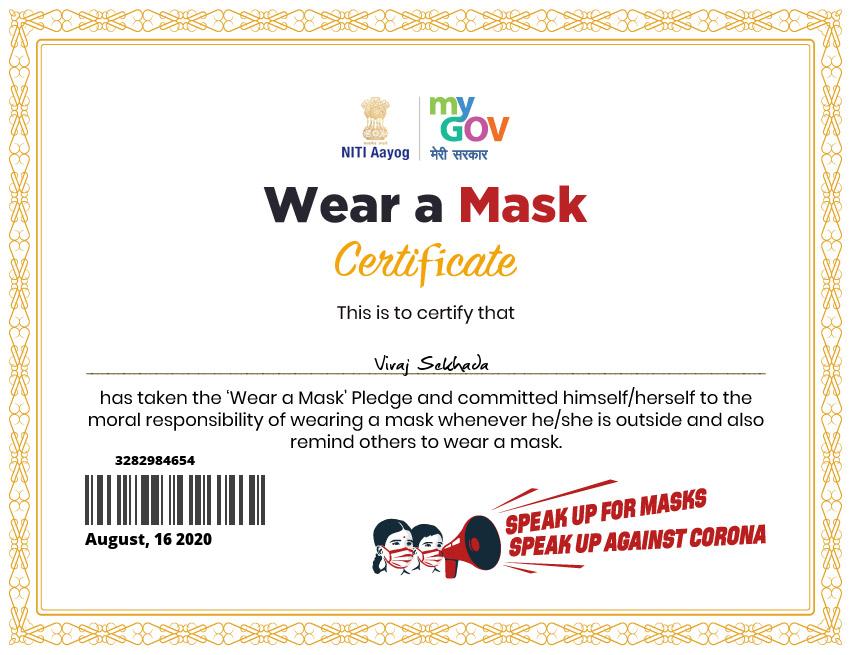 NITI Aayog
my
GOV
मेरी सरकार
Wear a Mask
Certificate
This is to certify that
Viraj Sekhada
has taken the ‘Wear a Mask’ Pledge and committed himself/herself to the
moral responsibility of wearing a mask whenever he/she is outside and also
remind others to wear a mask.
3282984654
August, 16 2020
SPEAK UP FOR MASKS
SPEAK UP AGAINST CORONA